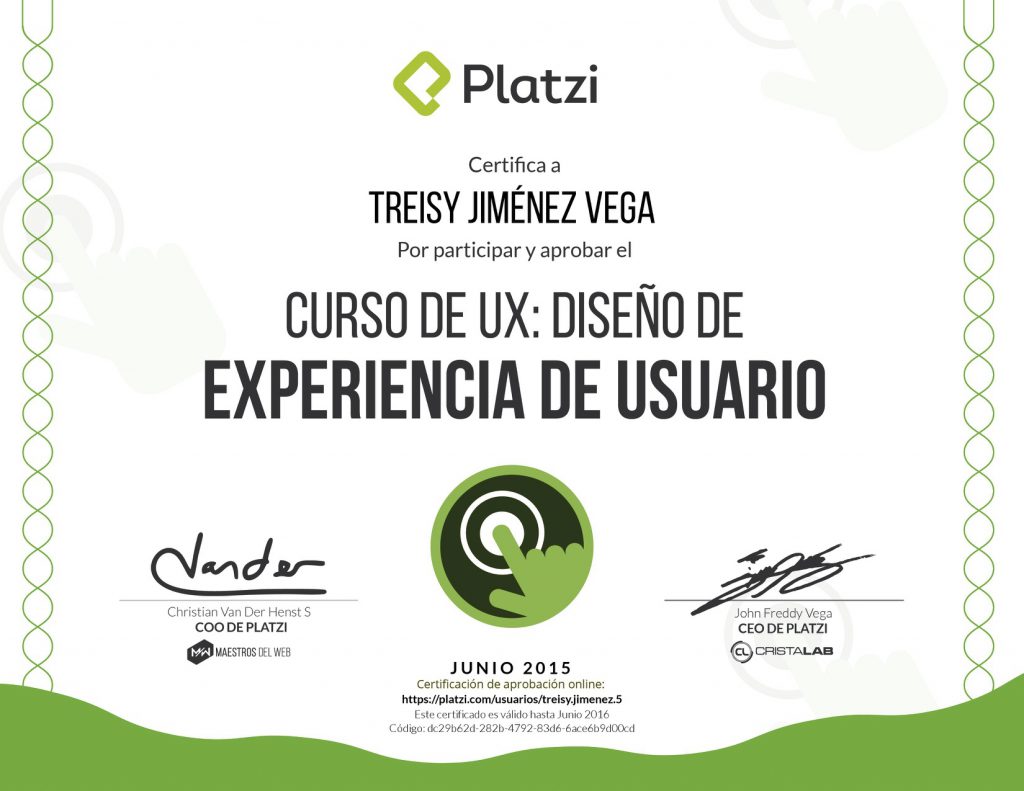 Platzi
Certifica a
TREISY JIMÉNEZ VEGA
Por participar y aprobar el
CURSO DE UX: DISEÑO DE
EXPERIENCIA DE USUARIO
Vander
Christian Van Der Henst S
COO DE PLATZI
MW MAESTROS DEL WEB
John Freddy Vega
CEO DE PLATZI
CL CRISTALAB
JUNIO 2015
Certificación de aprobación online:
https://platzi.com/usuarios/treisy.jimenez.5
Este certificado es válido hasta Junio 2016
Código: dc29b62d-282b-4792-83d6-6ace6b9d00cd